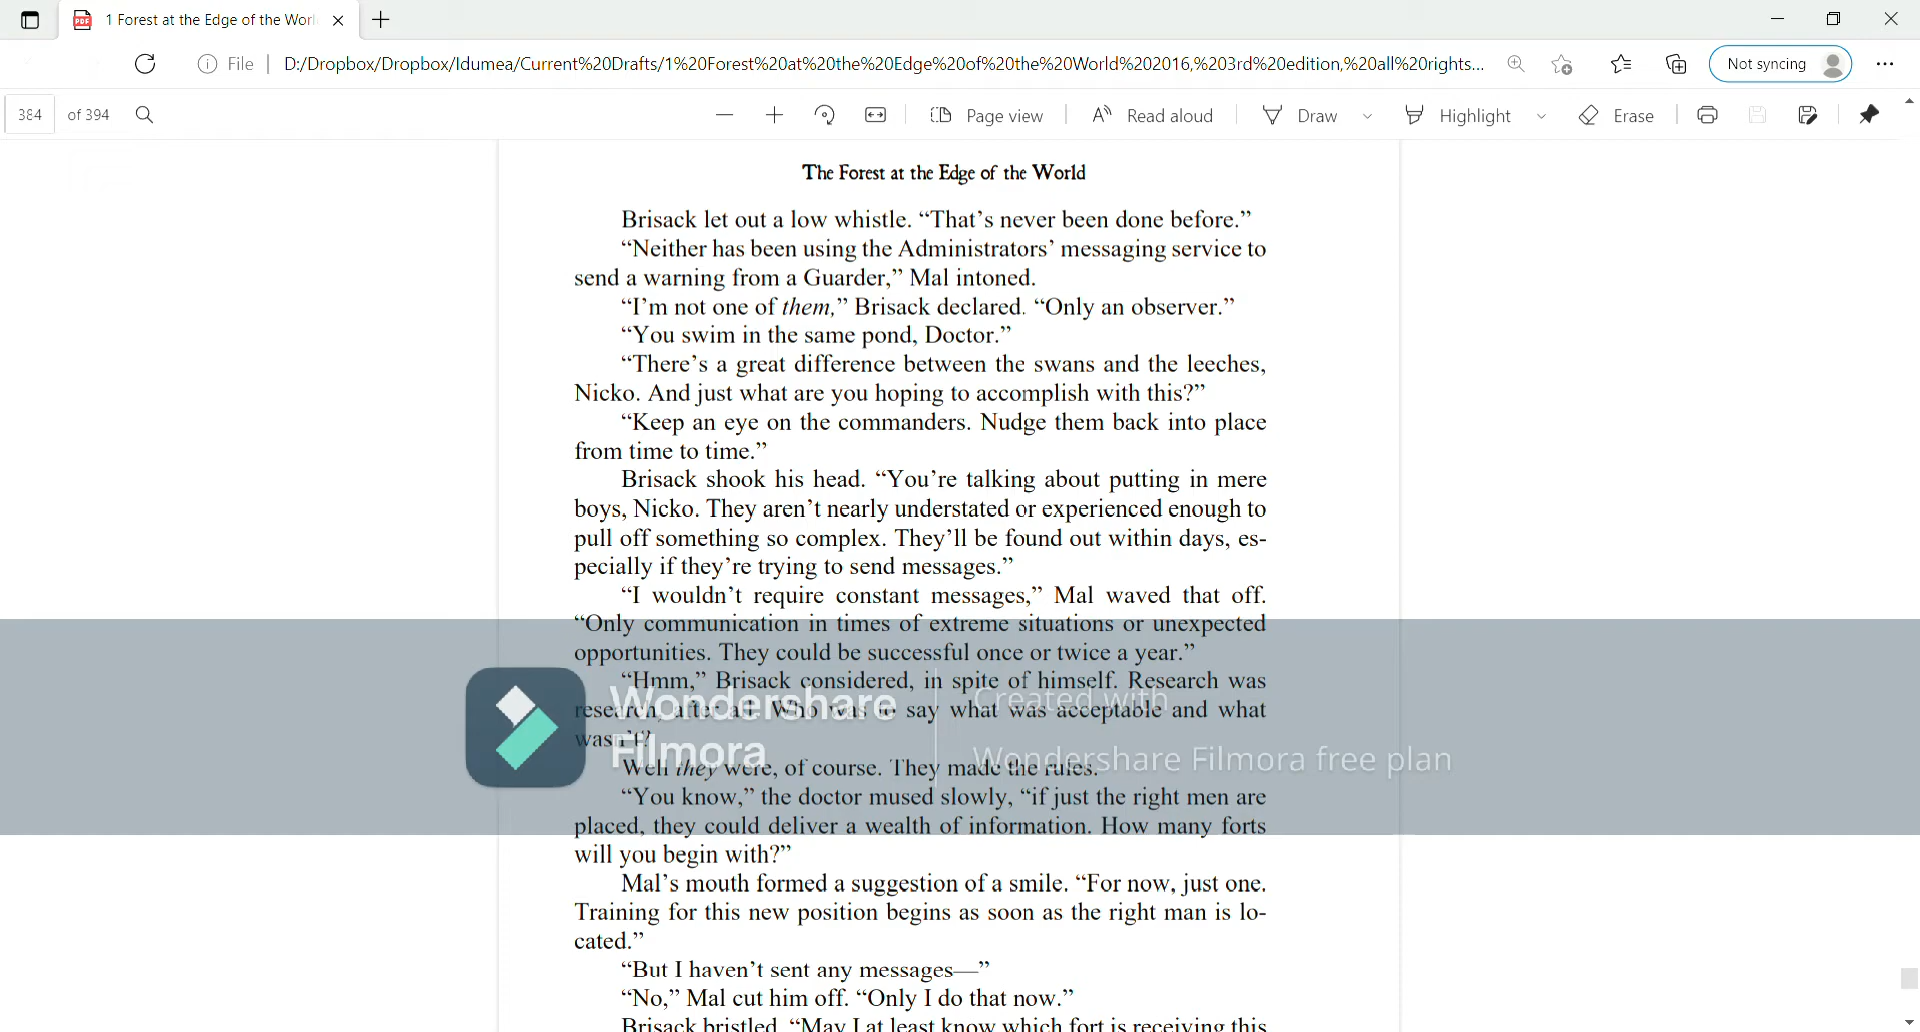 1 Forest at the Edge of the Worl
File
D:/Dropbox/Dropbox/Idumea/Current%20Drafts/1%20Forest%20at%20the%20Edge%20of%20the%20World%202016,%203rd%20edition,%20all%20rights...
Not syncing
384 of 394
Page view
Read aloud
Draw
Highlight
Erase
The Forest at the Edge of the World
Brisack let out a low whistle. “That’s never been done before.”
“Neither has been using the Administrators’ messaging service to
send a warning from a Guarder,” Mal intoned.
“I’m not one of them,” Brisack declared. “Only an observer.”
“You swim in the same pond, Doctor.”
“There’s a great difference between the swans and the leeches,
Nicko. And just what are you hoping to accomplish with this?”
“Keep an eye on the commanders. Nudge them back into place
from time to time.”
Brisack shook his head. “You’re talking about putting in mere
boys, Nicko. They aren’t nearly understated or experienced enough to
pull off something so complex. They’ll be found out within days, es-
pecially if they’re trying to send messages.”
“I wouldn’t require constant messages,” Mal waved that off.
“Only communication in times of extreme situations or unexpected
opportunities. They could be successful once or twice a year.”
“Hmm,” Brisack considered, in spite of himself. Research was
research, after all. Who was to say what was acceptable and what
wasn’t?
Well they were, of course. They made the rules.
“You know,” the doctor mused slowly, “if just the right men are
placed, they could deliver a wealth of information. How many forts
will you begin with?”
Mal’s mouth formed a suggestion of a smile. “For now, just one.
Training for this new position begins as soon as the right man is lo-
cated.”
“But I haven’t sent any messages—”
“No,” Mal cut him off. “Only I do that now.”
Brisack bristled. “May I at least know which fort is receiving this
Wondershare
Filmora
Created with
Wondershare Filmora free plan